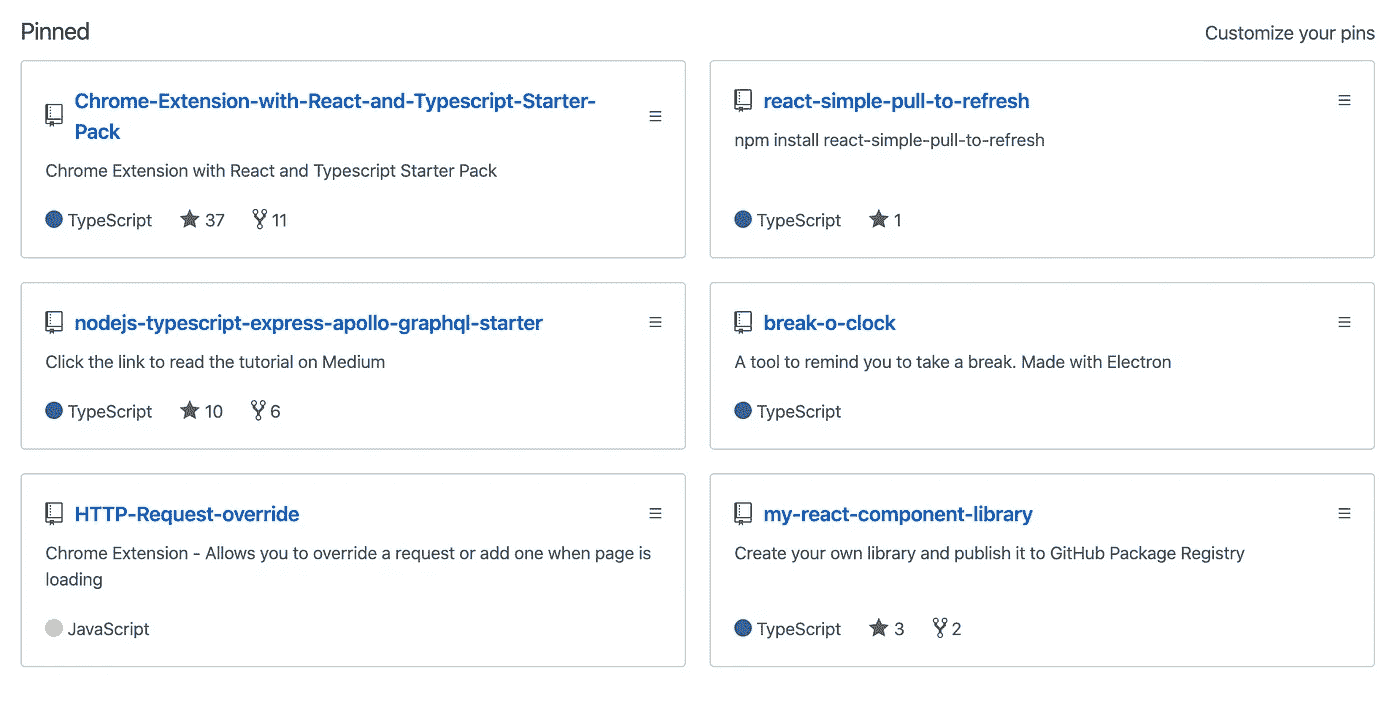 Pinned
Customize your pins
Chrome-Extension-with-React-and-Typescript-Starter-
Pack
Chrome Extension with React and Typescript Starter Pack
TypeScript 37 11
react-simple-pull-to-refresh
npm install react-simple-pull-to-refresh
TypeScript 1
nodejs-typescript-express-apollo-graphql-starter
Click the link to read the tutorial on Medium
TypeScript 10 6
break-o-clock
A tool to remind you to take a break. Made with Electron
TypeScript
HTTP-Request-override
Chrome Extension - Allows you to override a request or add one when page is
loading
JavaScript
my-react-component-library
Create your own library and publish it to GitHub Package Registry
TypeScript 3 2